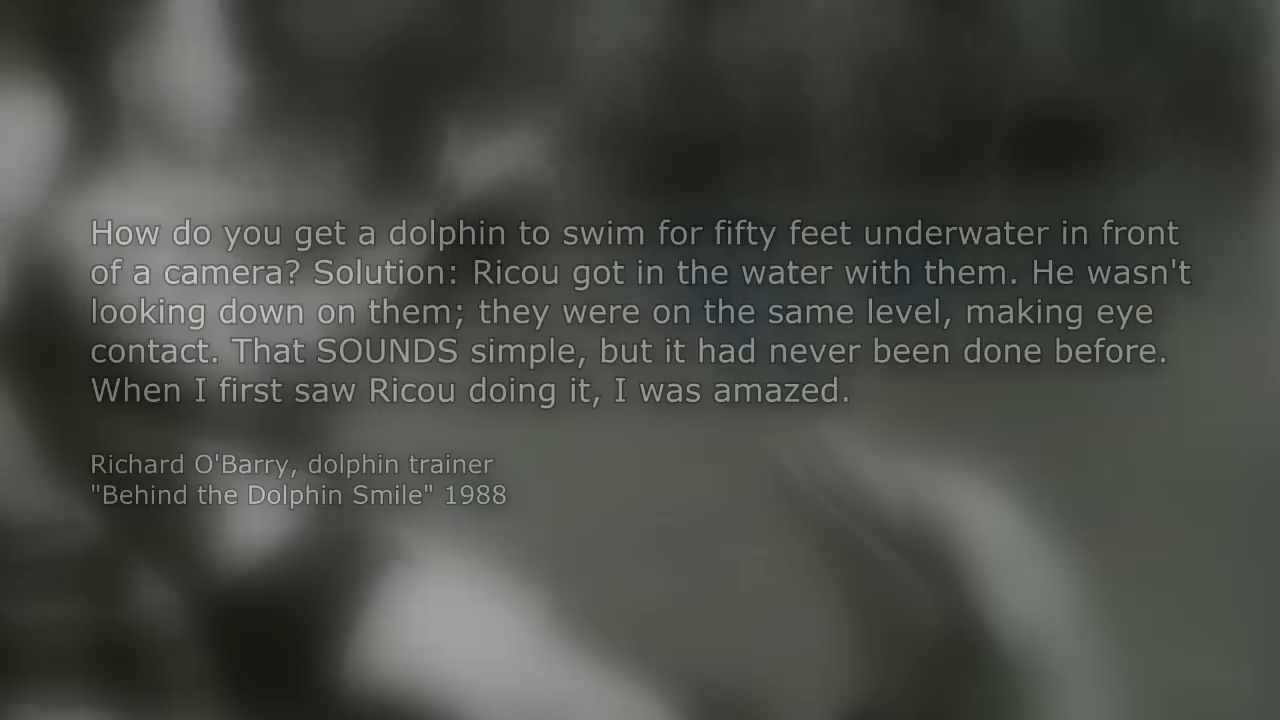 How do you get a dolphin to swim for fifty feet underwater in front
of a camera? Solution: Ricou got in the water with them. He wasn't
looking down on them; they were on the same level, making eye
contact. That SOUNDS simple, but it had never been done before.
When I first saw Ricou doing it, I was amazed.
Richard O'Barry, dolphin trainer
"Behind the Dolphin Smile" 1988